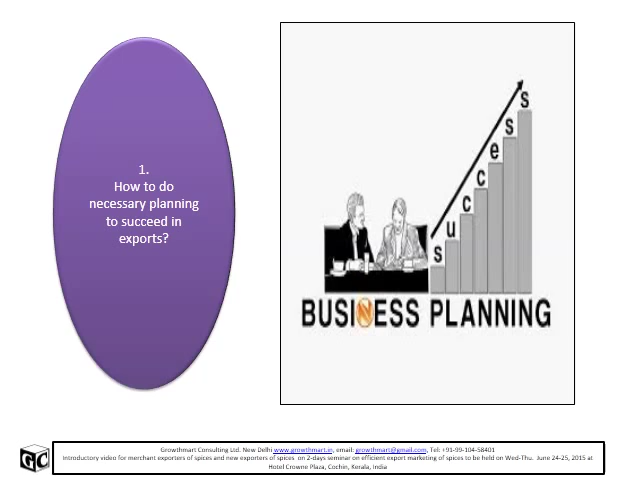 1.
How to do
necessary planning
to succeed in
exports?
success
BUSINESS PLANNING
GC
Growthmart Consulting Ltd. New Delhi www.growthmart.in, email: growthmart@gmail.com, Tel: +91-99-104-58401
Introductory video for merchant exporters of spices and new exporters of spices on 2-days seminar on efficient export marketing of spices to be held on Wed-Thu. June 24-25, 2015 at
Hotel Crowne Plaza, Cochin, Kerala, India